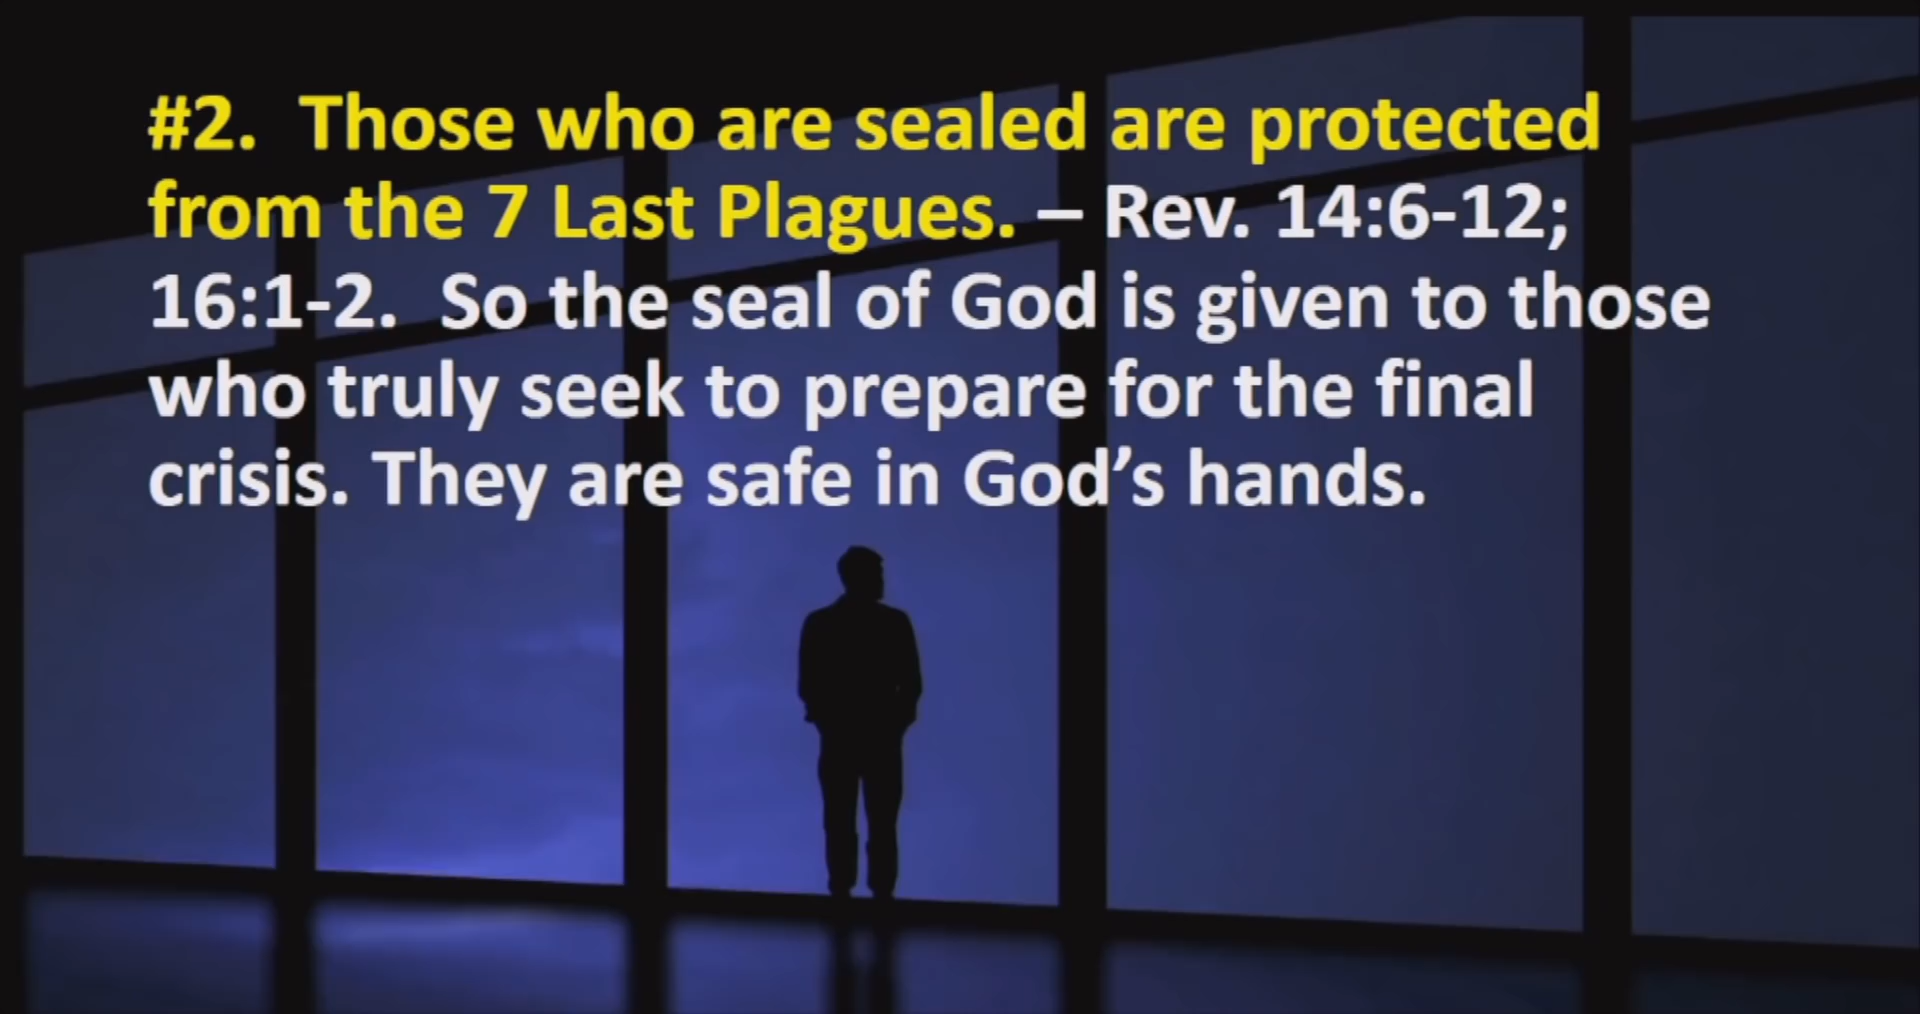 #2.  Those who are sealed are protected
from the 7 Last Plagues. – Rev. 14:6-12;
16:1-2.  So the seal of God is given to those
who truly seek to prepare for the final
crisis. They are safe in God’s hands.